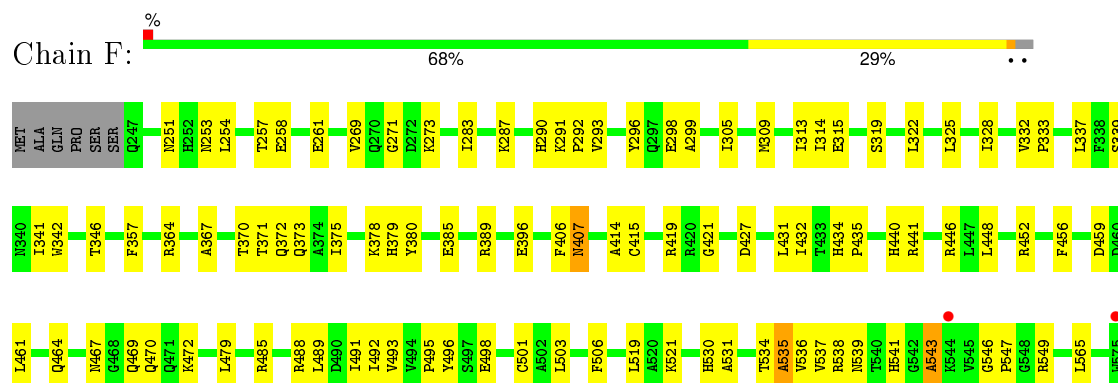 %
Chain F:
68% 29% • •
MET ALA GLN PRO SER SER Q247 N251 H252 N253 L254 T257 E258 E261 V269 Q270 G271 D272 K273 I283 K287 H290 K291 P292 V293 Y296 Q297 E298 A299 I305 M309 I313 I314 E315 S319 L322 L325 I328 V332 P333 L337 F338 S339
N340 I341 W342 T346 F357 R364 A367 T370 T371 Q372 Q373 A374 I375 K378 H379 Y380 E385 R389 E396 F406 N407 A414 C415 R419 R420 G421 D427 L431 I432 T433 H434 P435 H440 R441 R446 L447 L448 R452 F456 D459
L461 Q464 N467 G468 Q469 Q470 Q471 K472 L479 R485 R488 L489 D490 I491 I492 V493 V494 P495 Y496 S497 E498 C501 A502 L503 F506 L519 A520 K521 H530 A531 T534 A535 V536 V537 R538 N539 T540 H541 G542 A543 K544 V545 G546 P547 G548 R549 L565